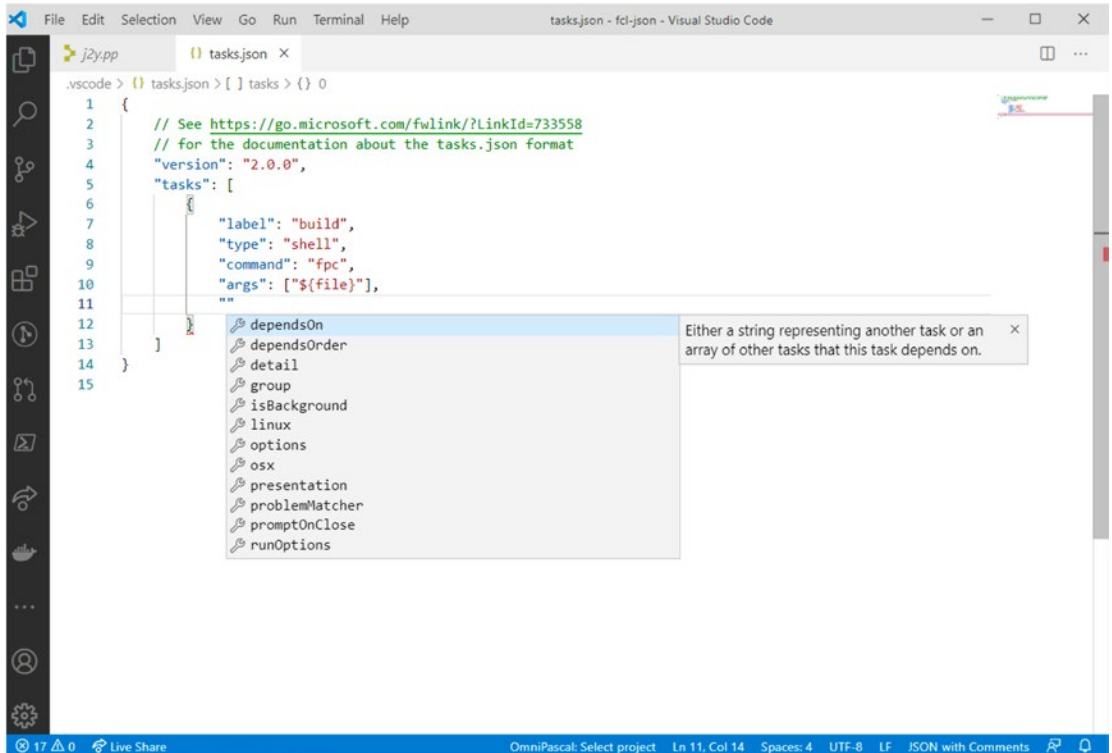 File Edit Selection View Go Run Terminal Help tasks.json - fcl-json - Visual Studio Code
j2y.pp {} tasks.json ×
.vscode > {} tasks.json > [ ] tasks > {} 0
1 {
2 // See https://go.microsoft.com/fwlink/?LinkId=733558
3 // for the documentation about the tasks.json format
4 "version": "2.0.0",
5 "tasks": [
6 {
7 "label": "build",
8 "type": "shell",
9 "command": "fpc",
10 "args": ["${file}"],
11 ""
12 }
13 ]
14 }
15
dependsOn
dependsOrder
detail
group
isBackground
linux
options
osx
presentation
problemMatcher
promptOnClose
runOptions
Either a string representing another task or an
array of other tasks that this task depends on.
17 0 Live Share OmniPascal: Select project Ln 11, Col 14 Spaces: 4 UTF-8 LF JSON with Comments